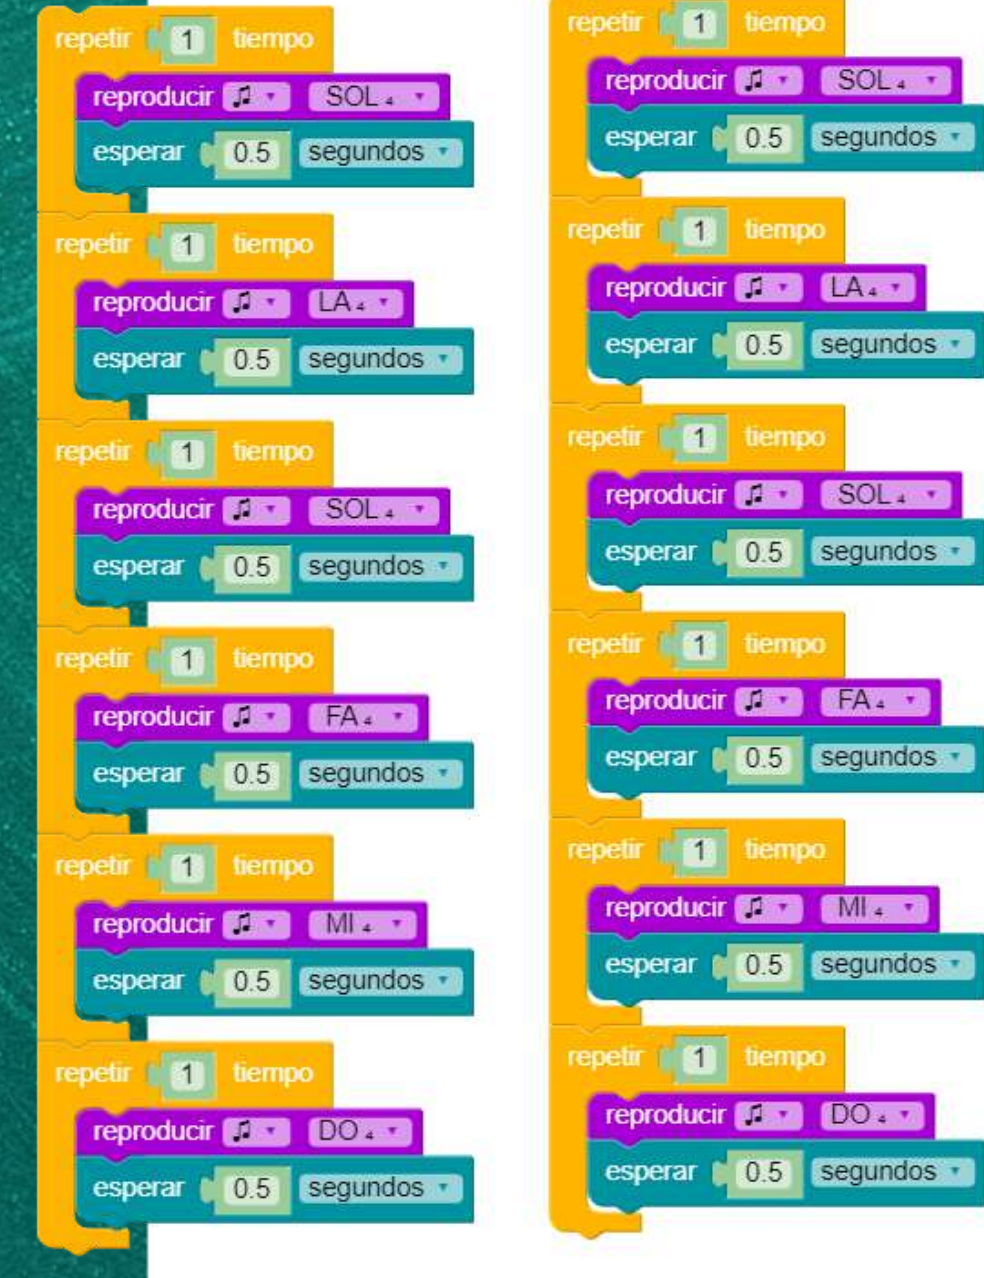 repetir 1 tiempo
reproducir SOL 4
esperar 0.5 segundos
repetir 1 tiempo
reproducir LA 4
esperar 0.5 segundos
repetir 1 tiempo
reproducir SOL 4
esperar 0.5 segundos
repetir 1 tiempo
reproducir FA 4
esperar 0.5 segundos
repetir 1 tiempo
reproducir MI 4
esperar 0.5 segundos
repetir 1 tiempo
reproducir DO 4
esperar 0.5 segundos
repetir 1 tiempo
reproducir SOL 4
esperar 0.5 segundos
repetir 1 tiempo
reproducir LA 4
esperar 0.5 segundos
repetir 1 tiempo
reproducir SOL 4
esperar 0.5 segundos
repetir 1 tiempo
reproducir FA 4
esperar 0.5 segundos
repetir 1 tiempo
reproducir MI 4
esperar 0.5 segundos
repetir 1 tiempo
reproducir DO 4
esperar 0.5 segundos